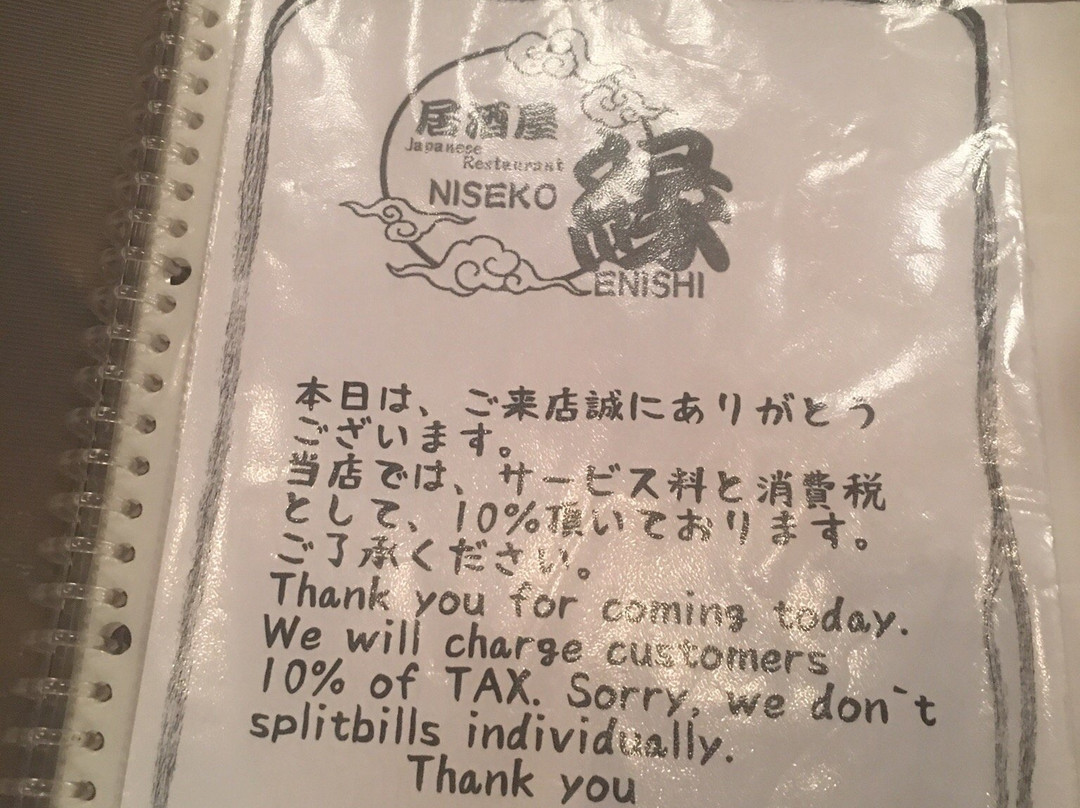 居酒屋
Japanese
Restaurant
NISEKO
縁
ENISHI
本日は、ご来店誠にありがとう
ございます。
当店では、サービス料と消費税
として、10%頂いております。
ご了承ください。
Thank you for coming today.
We will charge customers
10% of TAX. Sorry, we don`t
splitbills individually.
Thank you